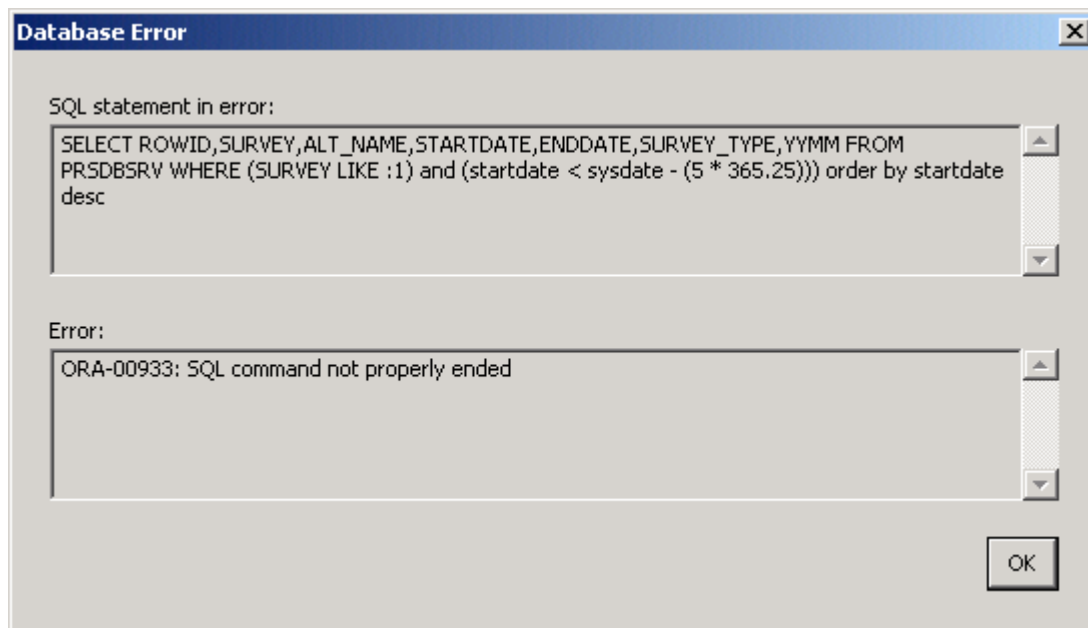 Database Error
SQL statement in error:
SELECT ROWID,SURVEY,ALT_NAME,STARTDATE,ENDDATE,SURVEY_TYPE,YYMM FROM
PRSDBSRV WHERE (SURVEY LIKE :1) and (startdate < sysdate - (5 * 365.25))) order by startdate
desc
Error:
ORA-00933: SQL command not properly ended
OK